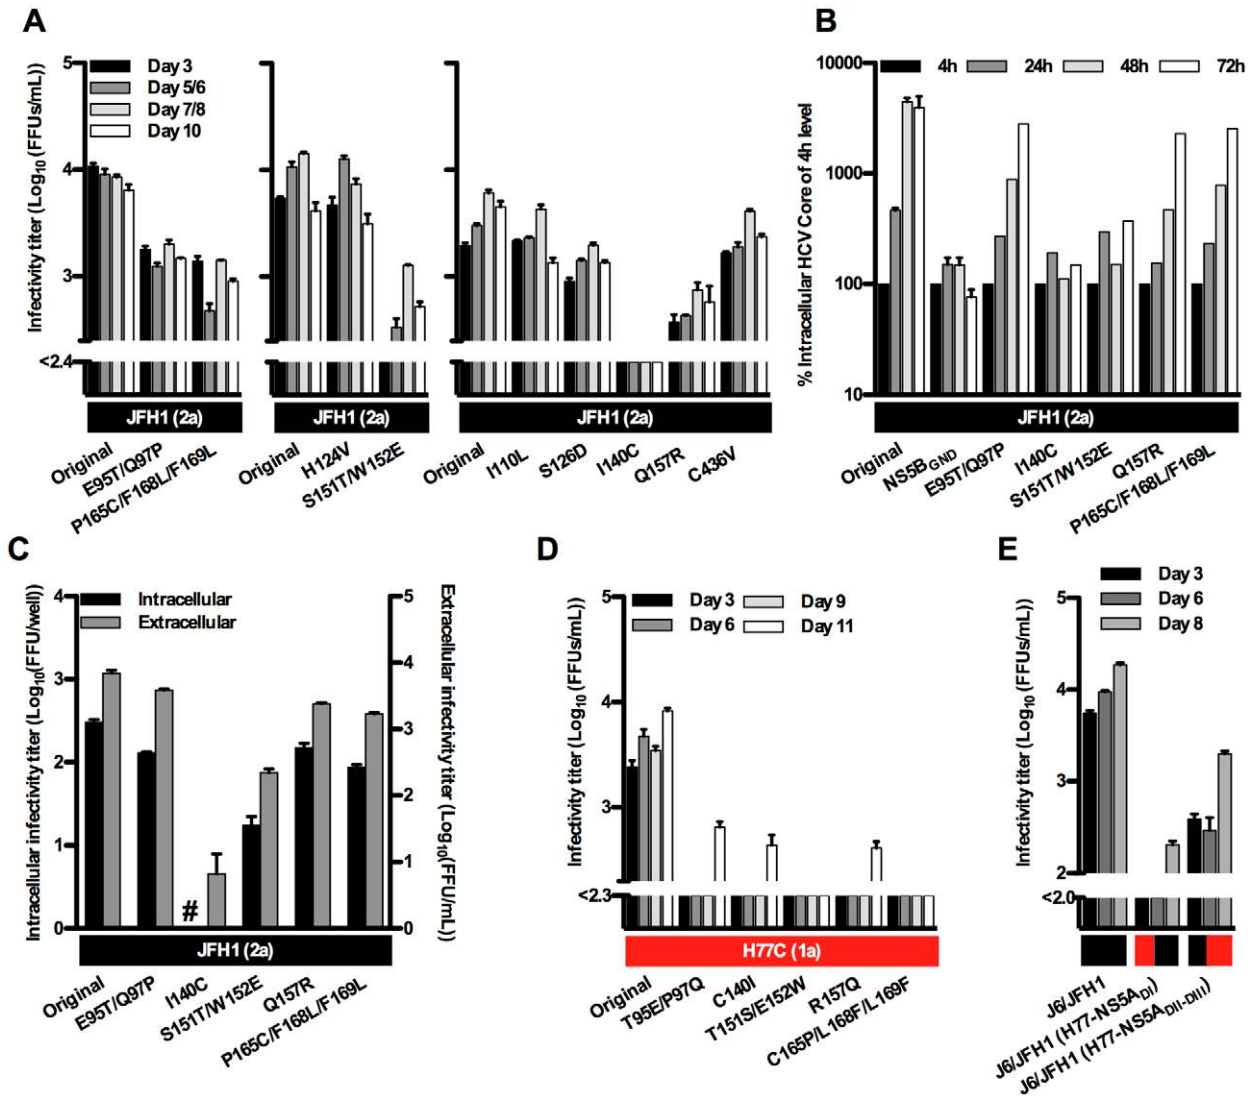 A
B
Infectivity titer (Log10(FFUs/mL))
5
4
3
<2.4
Day 3
Day 5/6
Day 7/8
Day 10
JFH1 (2a)
JFH1 (2a)
JFH1 (2a)
Original
E95T/Q97P
P165C/F168L/F169L
Original
H124V
S151T/W152E
Original
I110L
S126D
I140C
Q157R
C436V
% Intracellular HCV Core of 4h level
10000
1000
100
10
4h
24h
48h
72h
JFH1 (2a)
Original
NS5BGND
E95T/Q97P
I140C
S151T/W152E
Q157R
P165C/F168L/F169L
C
D
E
Intracellular infectivity titer (Log10(FFU/well))
4
3
2
1
0
Intracellular
Extracellular
#
5
4
3
2
1
0
Extracellular infectivity titer (Log10(FFU/mL))
JFH1 (2a)
Original
E95T/Q97P
I140C
S151T/W152E
Q157R
P165C/F168L/F169L
Infectivity titer (Log10(FFUs/mL))
5
4
3
<2.3
Day 3
Day 9
Day 6
Day 11
H77C (1a)
Original
T95E/P97Q
C140I
T151S/E152W
R157Q
C165P/L168F/L169F
Infectivity titer (Log10(FFUs/mL))
5
4
3
2
<2.0
Day 3
Day 6
Day 8
J6/JFH1
J6/JFH1 (H77-NS5ADI)
J6/JFH1 (H77-NS5ADII-DIII)